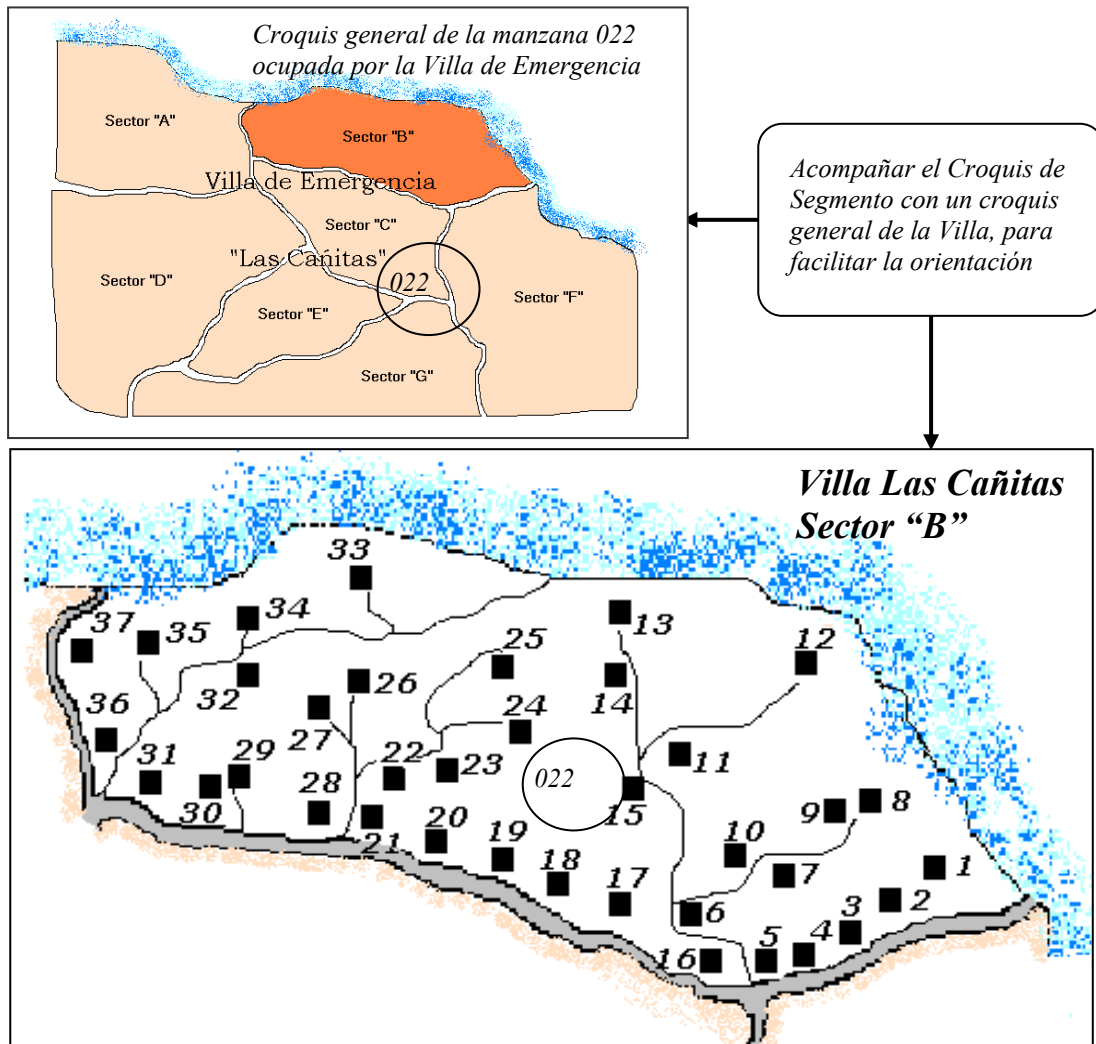 Croquis general de la manzana 022
ocupada por la Villa de Emergencia
Sector "A"
Sector "B"
Villa de Emergencia
Sector "C"
"Las Cañitas"
Sector "D"
022
Sector "E"
Sector "F"
Sector "G"
Acompañar el Croquis de
Segmento con un croquis
general de la Villa, para
facilitar la orientación
Villa Las Cañitas
Sector “B”
33
34
13
37
35
25
12
32
26
14
24
36
27
31
29
22
23
11
022
30
28
15
9
8
21
20
19
10
1
18
7
17
2
6
3
4
16
5